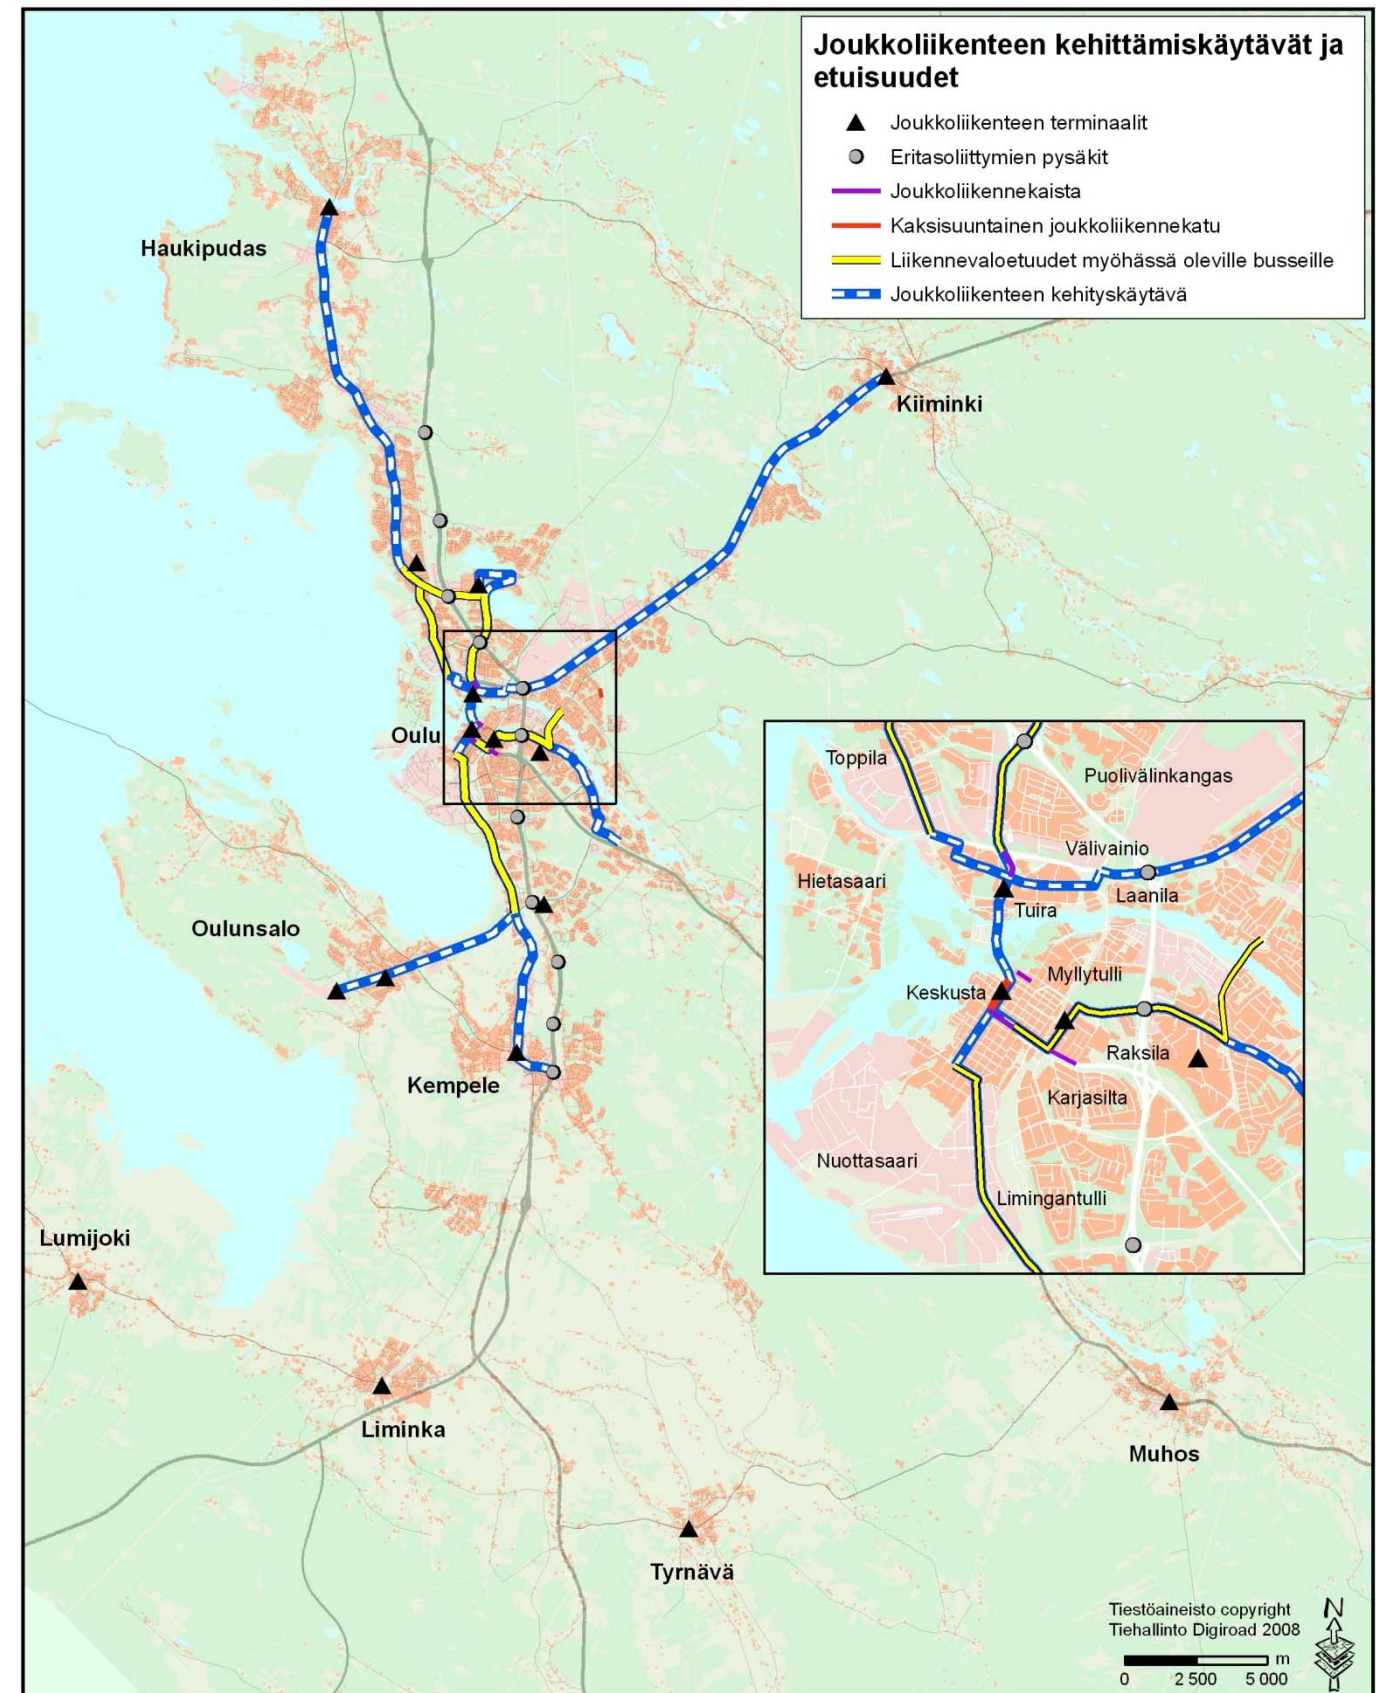 Joukkoliikenteen kehittämiskäytävät ja
etuisuudet
Joukkoliikenteen terminaalit
Eritasoliittymien pysäkit
Joukkoliikennekaista
Kaksisuuntainen joukkoliikennekatu
Liikennevaloetuudet myöhässä oleville busseille
Joukkoliikenteen kehityskäytävä
Haukipudas
Kiiminki
Oulu
Oulunsalo
Kempele
Toppila
Puolivälinkangas
Välivainio
Hietasaari
Laanila
Tuira
Myllytulli
Keskusta
Raksila
Karjasilta
Nuottasaari
Limingantulli
Lumijoki
Liminka
Muhos
Tyrnävä
Tiestöaineisto copyright
Tiehallinto Digiroad 2008
N
m
0 2 500 5 000